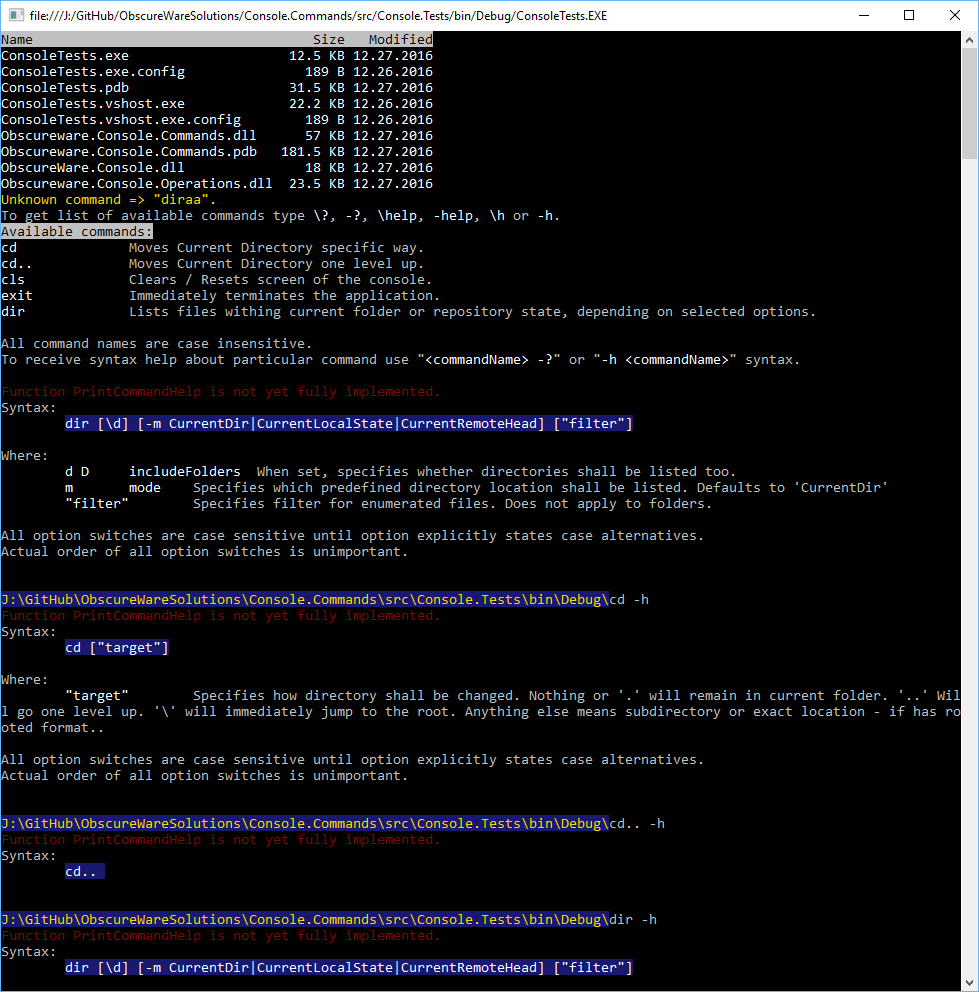 file:///J:/GitHub/ObscureWareSolutions/Console.Commands/src/Console.Tests/bin/Debug/ConsoleTests.EXE
Name                                   Size   Modified
ConsoleTests.exe                    12.5 KB 12.27.2016
ConsoleTests.exe.config               189 B 12.26.2016
ConsoleTests.pdb                    31.5 KB 12.27.2016
ConsoleTests.vshost.exe             22.2 KB 12.26.2016
ConsoleTests.vshost.exe.config        189 B 12.26.2016
Obscureware.Console.Commands.dll      57 KB 12.27.2016
Obscureware.Console.Commands.pdb   181.5 KB 12.27.2016
ObscureWare.Console.dll               18 KB 12.27.2016
Obscureware.Console.Operations.dll  23.5 KB 12.27.2016
Unknown command => "diraa".
To get list of available commands type \?, -?, \help, -help, \h or -h.
Available commands:
cd              Moves Current Directory specific way.
cd..            Moves Current Directory one level up.
cls             Clears / Resets screen of the console.
exit            Immediately terminates the application.
dir             Lists files withing current folder or repository state, depending on selected options.
All command names are case insensitive.
To receive syntax help about particular command use "<commandName> -?" or "-h <commandName>" syntax.
Function PrintCommandHelp is not yet fully implemented.
Syntax:
        dir [\d] [-m CurrentDir|CurrentLocalState|CurrentRemoteHead] ["filter"]
Where:
        d D     includeFolders  When set, specifies whether directories shall be listed too.
        m       mode    Specifies which predefined directory location shall be listed. Defaults to 'CurrentDir'
        "filter"        Specifies filter for enumerated files. Does not apply to folders.
All option switches are case sensitive until option explicitly states case alternatives.
Actual order of all option switches is unimportant.
J:\GitHub\ObscureWareSolutions\Console.Commands\src\Console.Tests\bin\Debug\cd -h
Function PrintCommandHelp is not yet fully implemented.
Syntax:
        cd ["target"]
Where:
        "target"        Specifies how directory shall be changed. Nothing or '.' will remain in current folder. '..' Wil
l go one level up. '\' will immediately jump to the root. Anything else means subdirectory or exact location - if has ro
oted format..
All option switches are case sensitive until option explicitly states case alternatives.
Actual order of all option switches is unimportant.
J:\GitHub\ObscureWareSolutions\Console.Commands\src\Console.Tests\bin\Debug\cd.. -h
Function PrintCommandHelp is not yet fully implemented.
Syntax:
        cd..
J:\GitHub\ObscureWareSolutions\Console.Commands\src\Console.Tests\bin\Debug\dir -h
Function PrintCommandHelp is not yet fully implemented.
Syntax:
        dir [\d] [-m CurrentDir|CurrentLocalState|CurrentRemoteHead] ["filter"]